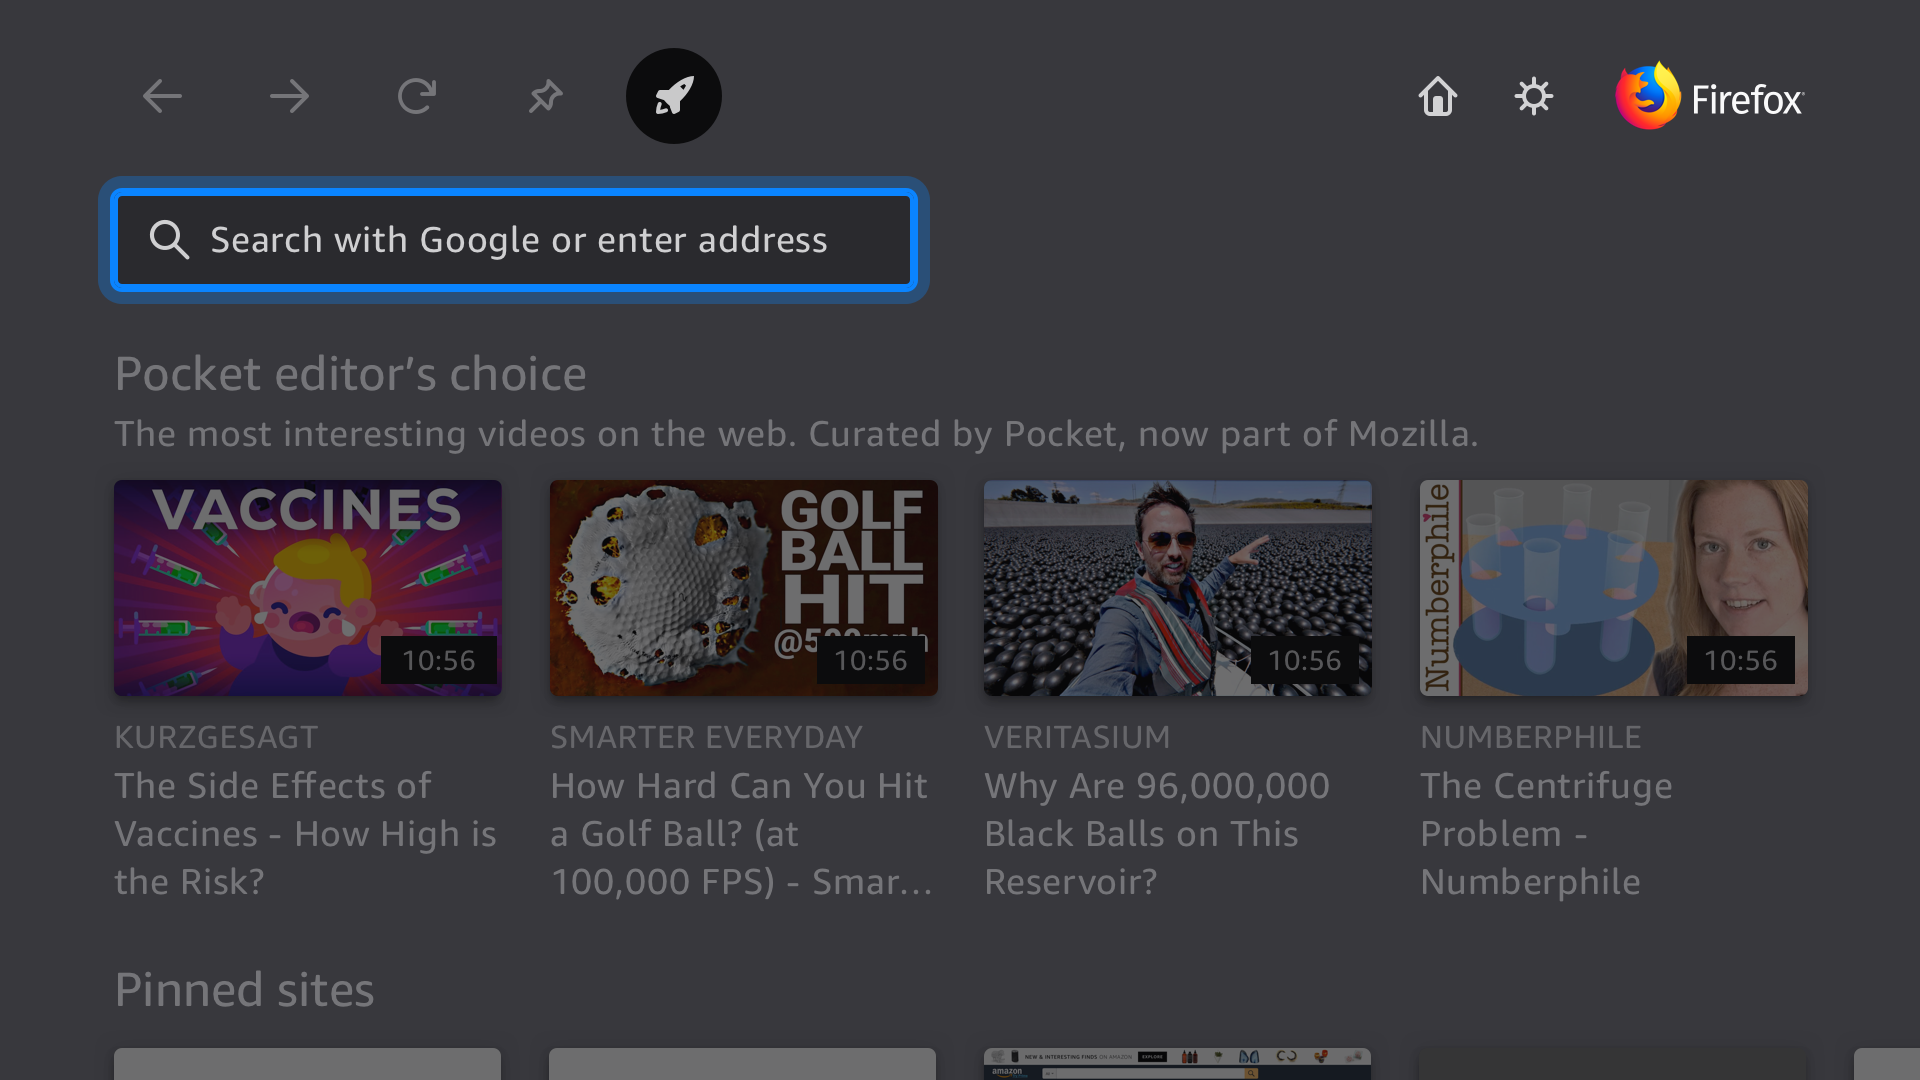 Firefox
Search with Google or enter address
Pocket editor’s choice
The most interesting videos on the web. Curated by Pocket, now part of Mozilla.
VACCINES
10:56
GOLF
BALL
HIT
10:56
10:56
Numberphile
10:56
KURZGESAGT
The Side Effects of
Vaccines - How High is
the Risk?
SMARTER EVERYDAY
How Hard Can You Hit
a Golf Ball? (at
100,000 FPS) - Smar...
VERITASIUM
Why Are 96,000,000
Black Balls on This
Reservoir?
NUMBERPHILE
The Centrifuge
Problem -
Numberphile
Pinned sites
NEW & INTERESTING FINDS ON AMAZON EXPLORE
amazon